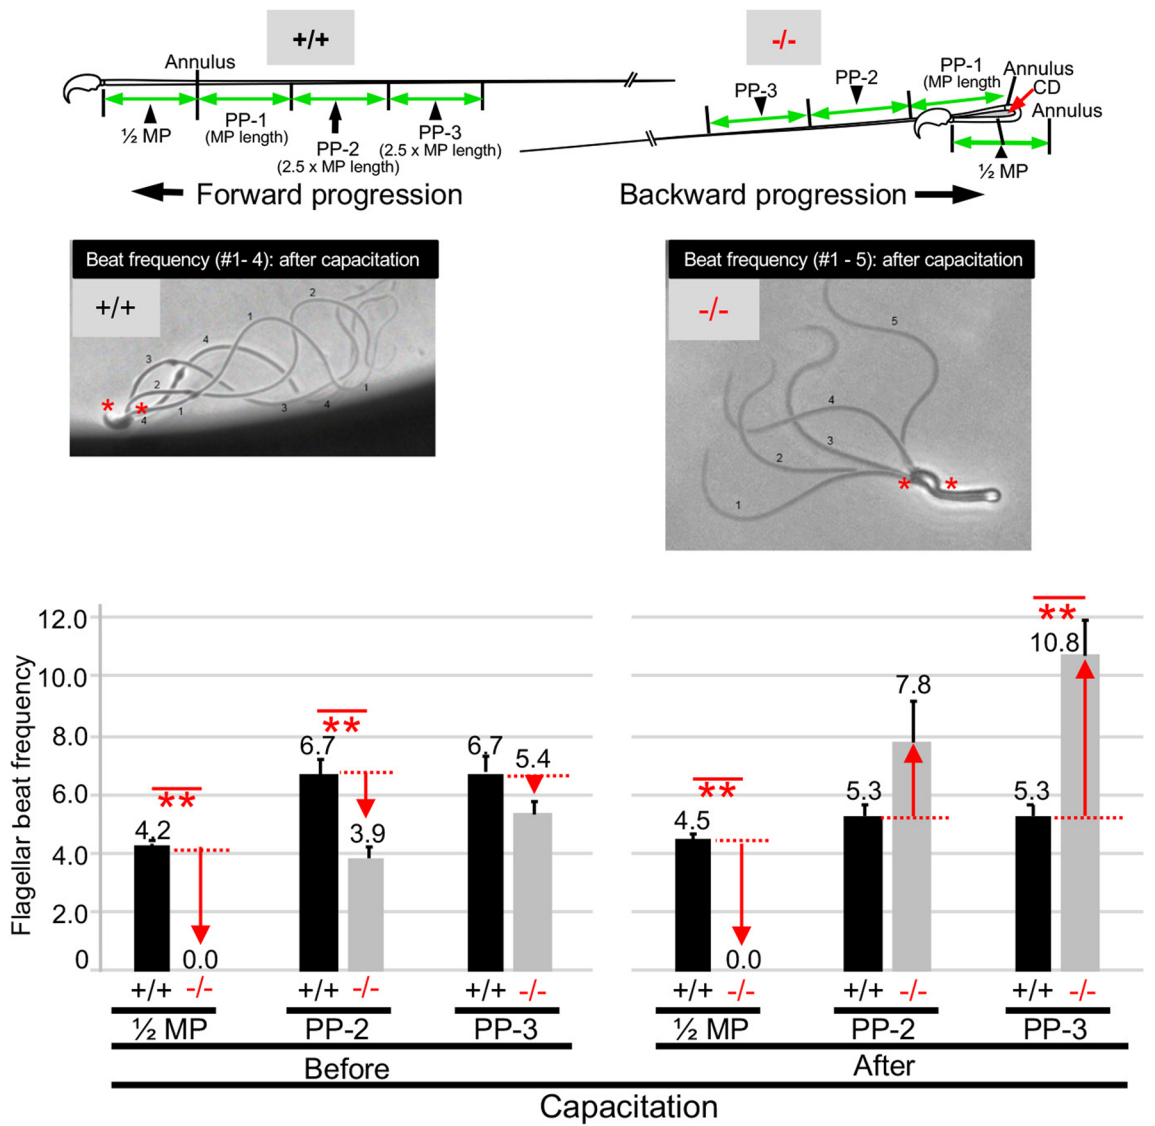 +/+
-/-
Annulus
½ MP
PP-1
(MP length)
PP-2
(2.5 x MP length)
PP-3
(2.5 x MP length)
PP-3
PP-2
PP-1
(MP length
Annulus
CD
Annulus
½ MP
Forward progression
Backward progression
Beat frequency (#1- 4): after capacitation
+/+
2
1
4
3
2
1
4
3
4
1
*
*
Beat frequency (#1 - 5): after capacitation
-/-
5
4
3
2
1
*
*
Flagellar beat frequency
12.0
10.0
8.0
6.0
4.0
2.0
0
**
4.2
0.0
**
6.7
3.9
6.7
5.4
**
4.5
0.0
5.3
7.8
**
5.3
10.8
+/+ -/- +/+ -/- +/+ -/- +/+ -/- +/+ -/- +/+ -/-
½ MP PP-2 PP-3 ½ MP PP-2 PP-3
Before After
Capacitation